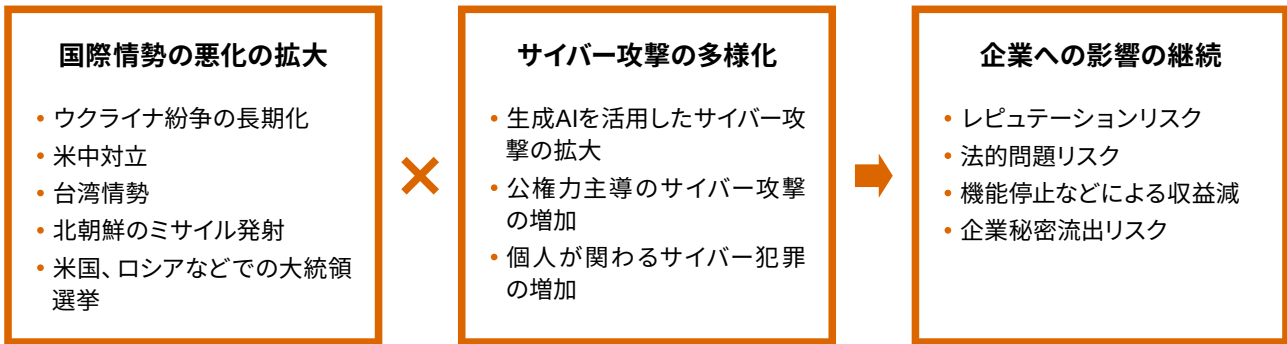 国際情勢の悪化の拡大
• ウクライナ紛争の長期化
• 米中対立
• 台湾情勢
• 北朝鮮のミサイル発射
• 米国、ロシアなどでの大統領
選挙
×
サイバー攻撃の多様化
• 生成AIを活用したサイバー攻
撃の拡大
• 公権力主導のサイバー攻撃
の増加
• 個人が関わるサイバー犯罪
の増加
企業への影響の継続
• レピュテーションリスク
• 法的問題リスク
• 機能停止などによる収益減
• 企業秘密流出リスク